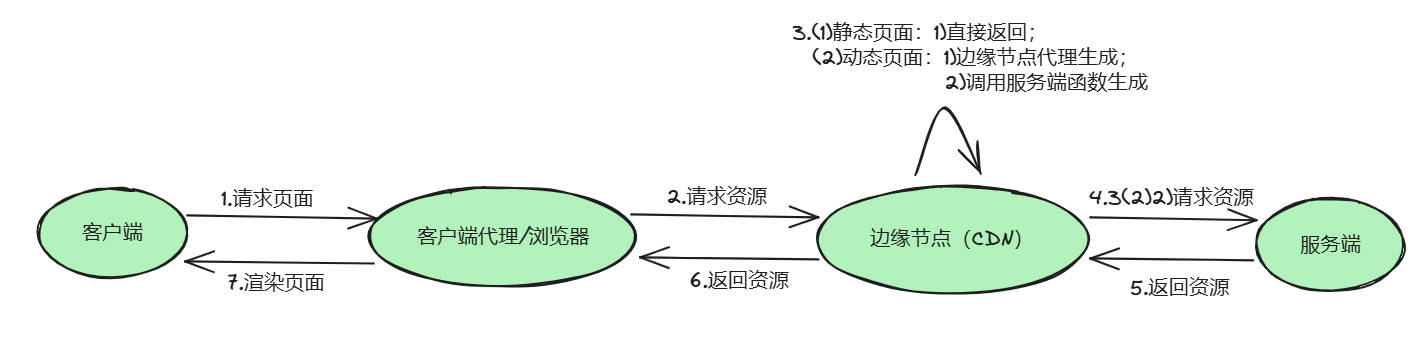 3.(1)静态页面：1)直接返回；
(2)动态页面：1)边缘节点代理生成；
2)调用服务端函数生成
1.请求页面
2.请求资源
4.3(2)2)请求资源
客户端
客户端代理/浏览器
边缘节点（CDN）
服务端
7.渲染页面
6.返回资源
5.返回资源